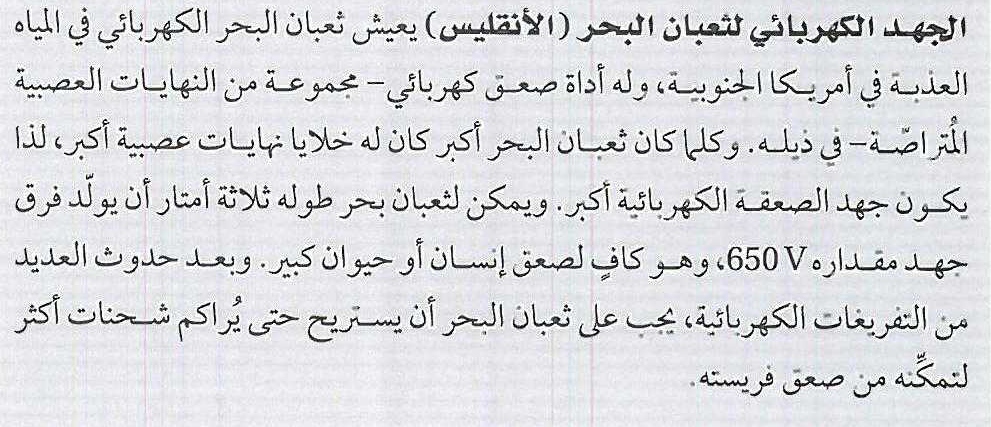 الجهد الكهربائي لثعبان البحر (الأنقليس) يعيش ثعبان البحر الكهربائي في المياه
العذبة في أمريكا الجنوبية، وله أداة صعق كهربائي – مجموعة من النهايات العصبية
المُتراصّة – في ذيله. وكلما كان ثعبان البحر أكبر كان له خلايا نهايات عصبية أكبر، لذا
يكون جهد الصعقة الكهربائية أكبر. ويمكن لثعبان بحر طوله ثلاثة أمتار أن يولّد فرق
جهد مقداره 650 V، وهو كافٍ لصعق إنسان أو حيوان كبير. وبعد حدوث العديد
من التفريغات الكهربائية، يجب على ثعبان البحر أن يستريح حتى يُراكم شحنات أكثر
لتمكِّنه من صعق فريسته.